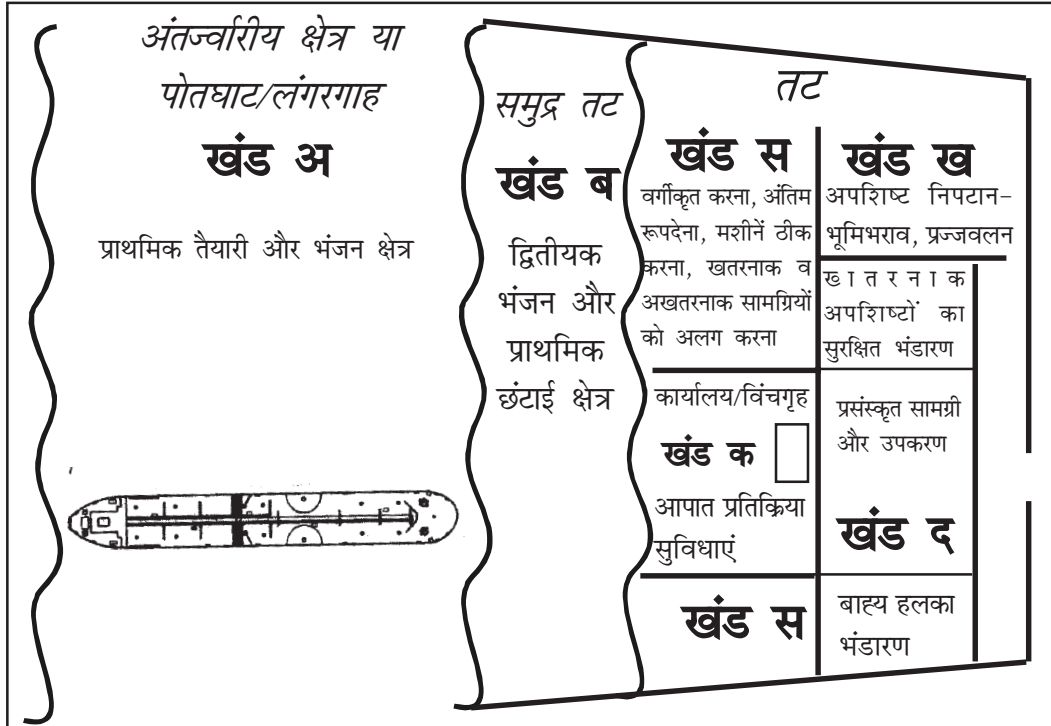 अंतर्ज्वारीय क्षेत्र या
पोतघाट/लंगरगाह
खंड अ
प्राथमिक तैयारी और भंजन क्षेत्र
समुद्र तट
खंड ब
द्वितीयक
भंजन और
प्राथमिक
छंटाई क्षेत्र
तट
खंड स
वर्गीकृत करना, अंतिम
रूपदेना, मशीनें ठीक
करना, खतरनाक व
अखतरनाक सामग्रियों
को अलग करना
खंड ख
अपशिष्ट निपटान-
भूमिभराव, प्रज्जवलन
खातरनाक
अपशिष्टों का
सुरक्षित भंडारण
कार्यालय/विंचगृह
खंड क
आपात प्रतिक्रिया
सुविधाएं
प्रसंस्कृत सामग्री
और उपकरण
खंड द
खंड स
बाह्य हलका
भंडारण